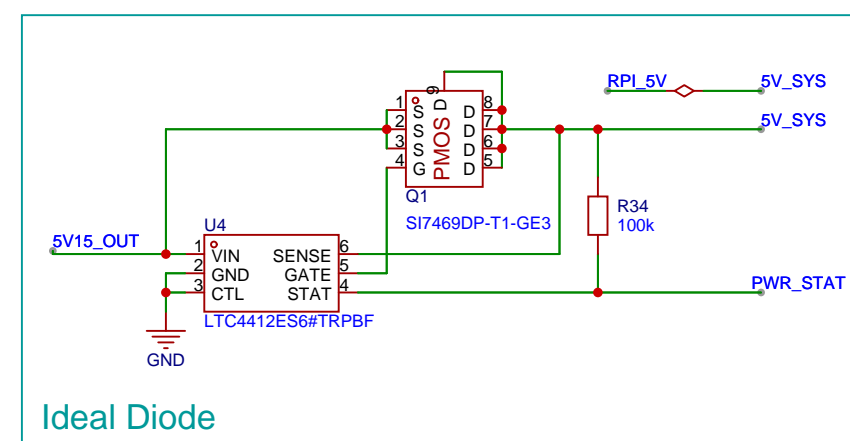 RPI_5V
5V_SYS
5V_SYS
1
2
3
4
S
S
S
G
PMOS
9
D
D
D
D
D
8
7
6
5
Q1
SI7469DP-T1-GE3
R34
100k
5V15_OUT
U4
1
2
3
VIN
GND
CTL
SENSE
GATE
STAT
6
5
4
LTC4412ES6#TRPBF
PWR_STAT
GND
Ideal Diode